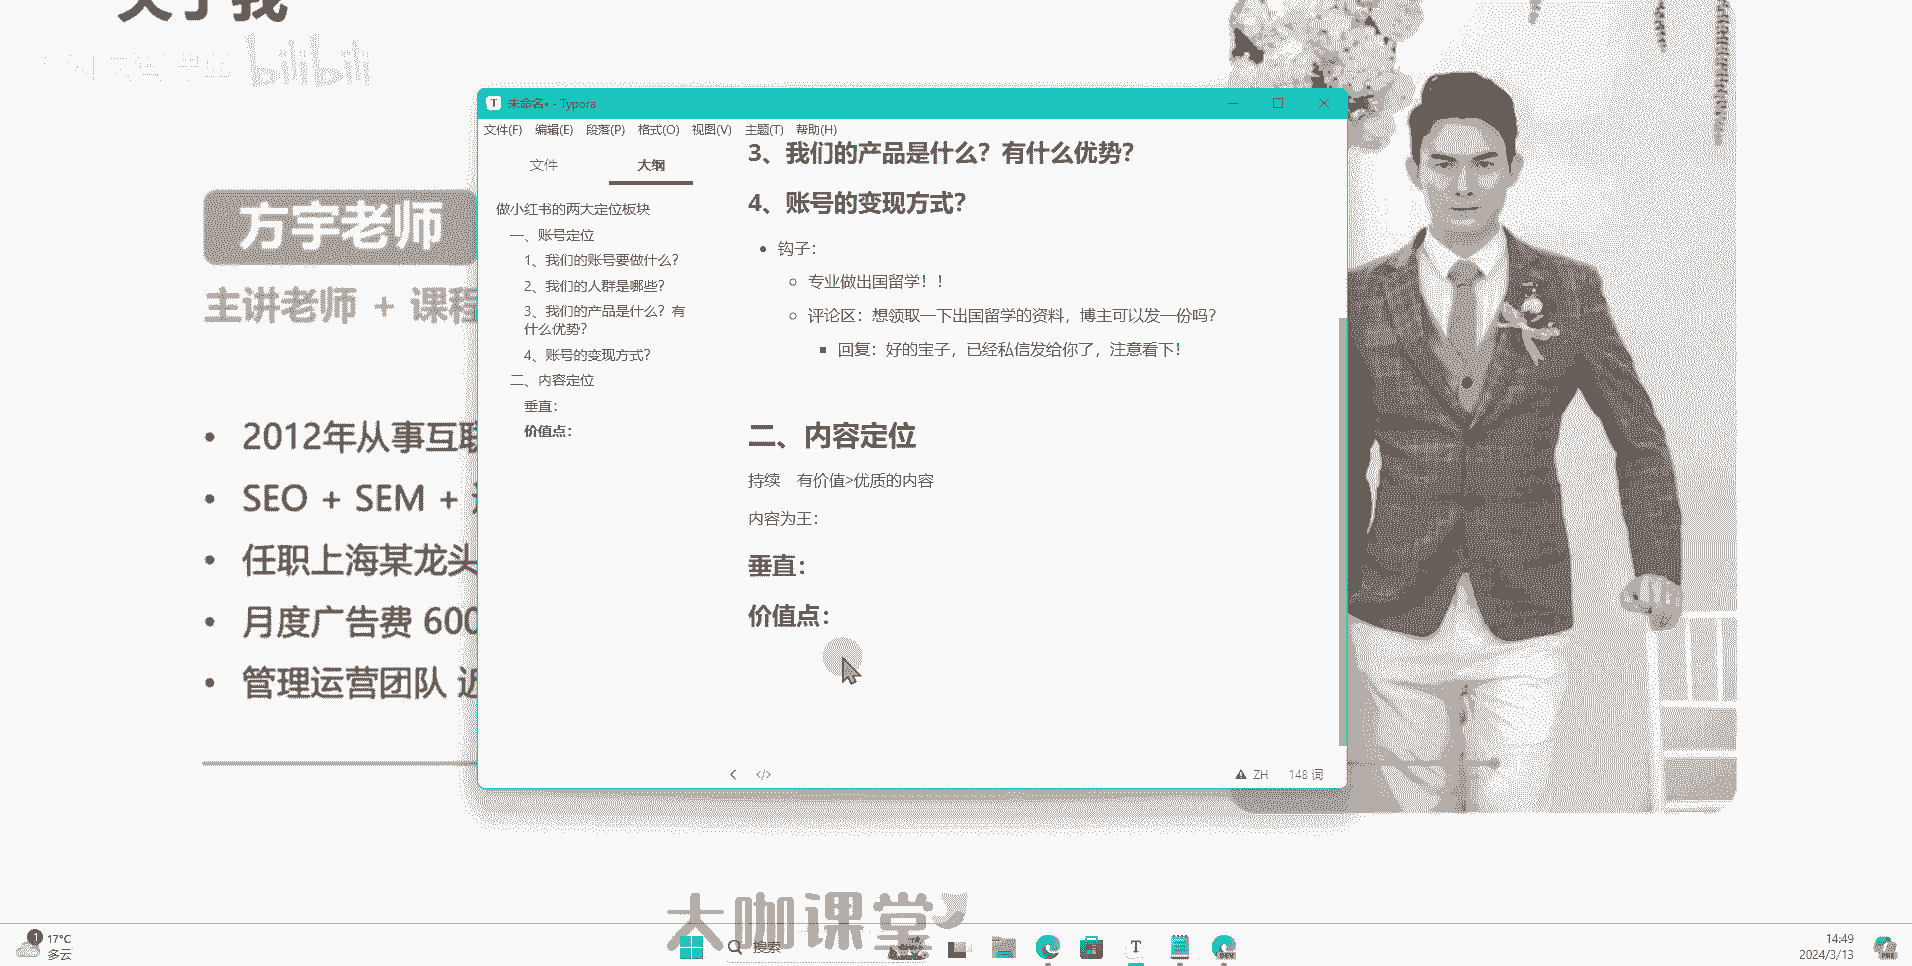 关于我
bilibili
方宇老师
主讲老师 + 课程
2012年从事互联
SEO + SEM +
任职上海某龙头
月度广告费 600
管理运营团队 近
未命名• - Typora
文件(F) 编辑(E) 段落(P) 格式(O) 视图(V) 主题(T) 帮助(H)
文件 大纲
做小红书的两大定位板块
一、账号定位
1、我们的账号要做什么?
2、我们的人群是哪些?
3、我们的产品是什么? 有
什么优势?
4、账号的变现方式?
二、内容定位
垂直:
价值点:
3、我们的产品是什么? 有什么优势?
4、账号的变现方式?
钩子:
专业做出国留学! !
评论区: 想领取一下出国留学的资料, 博主可以发一份吗?
回复: 好的宝子, 已经私信发给你了, 注意看下!
二、内容定位
持续 有价值>优质的内容
内容为王:
垂直:
价值点:
</> ZH 148 词
大咖课堂
1 17°C
多云
搜索
T
DEV
14:49
2024/3/13
PRE